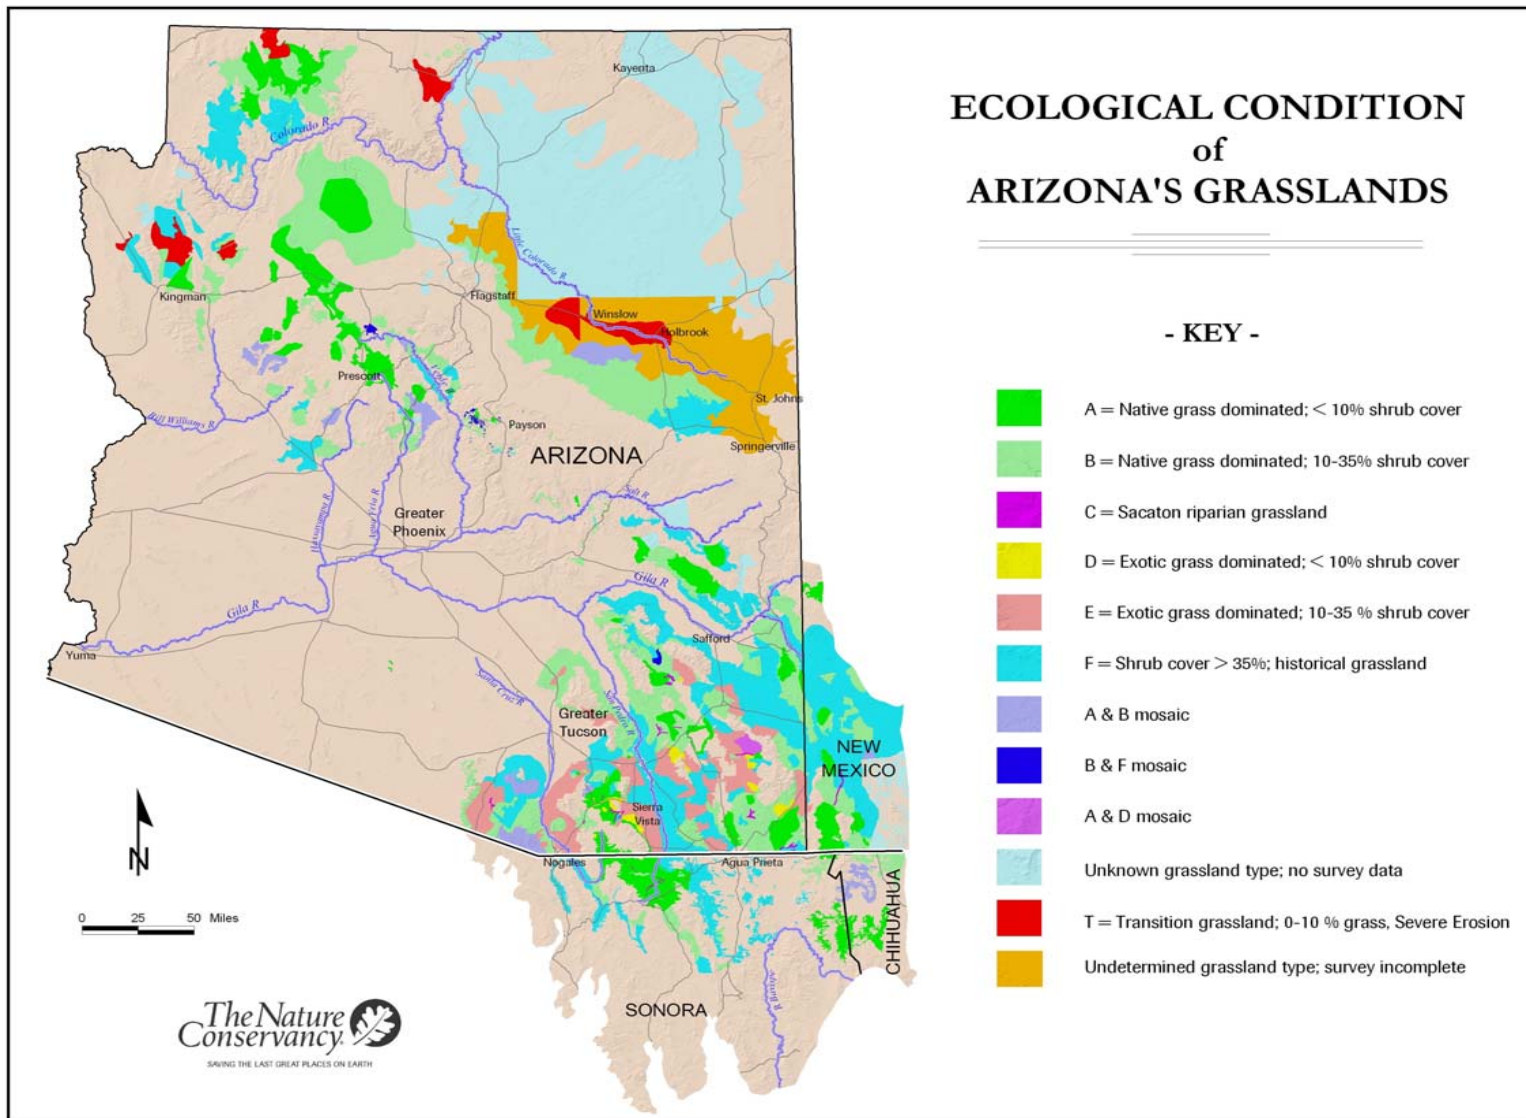 ECOLOGICAL CONDITION
of
ARIZONA'S GRASSLANDS
- KEY -
A = Native grass dominated; < 10% shrub cover
B = Native grass dominated; 10-35% shrub cover
C = Sacaton riparian grassland
D = Exotic grass dominated; < 10% shrub cover
E = Exotic grass dominated; 10-35 % shrub cover
F = Shrub cover > 35%; historical grassland
A & B mosaic
B & F mosaic
A & D mosaic
Unknown grassland type; no survey data
T = Transition grassland; 0-10 % grass, Severe Erosion
Undetermined grassland type; survey incomplete
Kayenta
Colorado R
Little Colorado R
Kingman
Flagstaff
Winslow
Holbrook
Prescott
Verde
St. Johns
Bill Williams R
Payson
Springerville
ARIZONA
Salt R
Hassayampa R
Agua Fria R
Greater
Phoenix
Gila R
Gila R
Safford
Yuma
Santa Cruz R
San Pedro R
Greater
Tucson
NEW
MEXICO
Sierra
Vista
N
Nogales
Agua Prieta
CHIHUAHUA
0 25 50 Miles
SONORA
The Nature
Conservancy
SAVING THE LAST GREAT PLACES ON EARTH